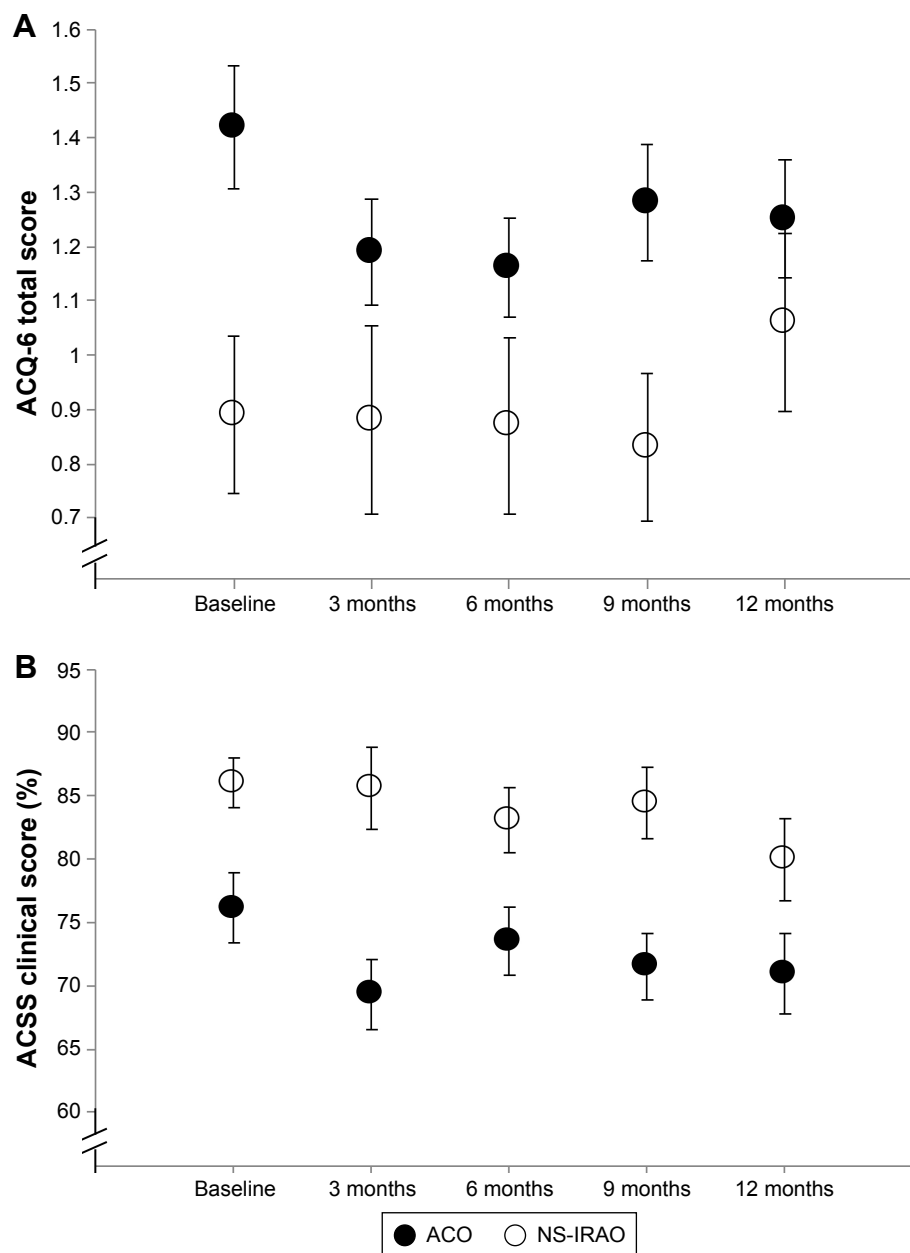 A
ACQ-6 total score
1.6
1.5
1.4
1.3
1.2
1.1
1
0.9
0.8
0.7
Baseline 3 months 6 months 9 months 12 months
B
ACSS clinical score (%)
95
90
85
80
75
70
65
60
Baseline 3 months 6 months 9 months 12 months
ACO NS-IRAO